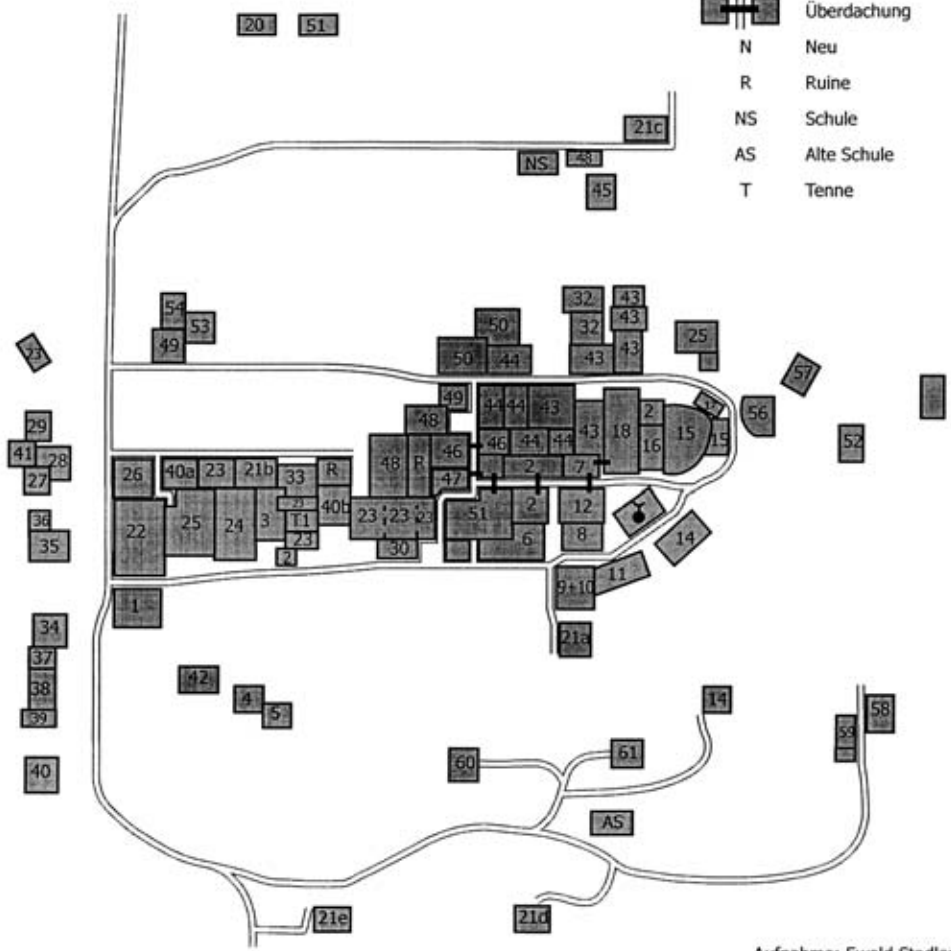 Überdachung
20 51
N Neu
R Ruine
21c
NS Schule
NS 48
AS Alte Schule
45
T Tenne
54 32 43
53 32 43
50 25
49 43 43
23 50 44
57
49 44 44 43 2
48 56
29 46 44 44 43 18 15 15
41 28 48 R 46 2 7 16 52
27 26 40a 23 21b 33 R 47
36 22 25 24 3 23 40b 23 23 23 51 2 12
T1
35 23 30 6 8 14
2
1 9+10 11
34 21a
37
38 42 4 14
39 5 59 58
40 60 61
AS
21e 21d